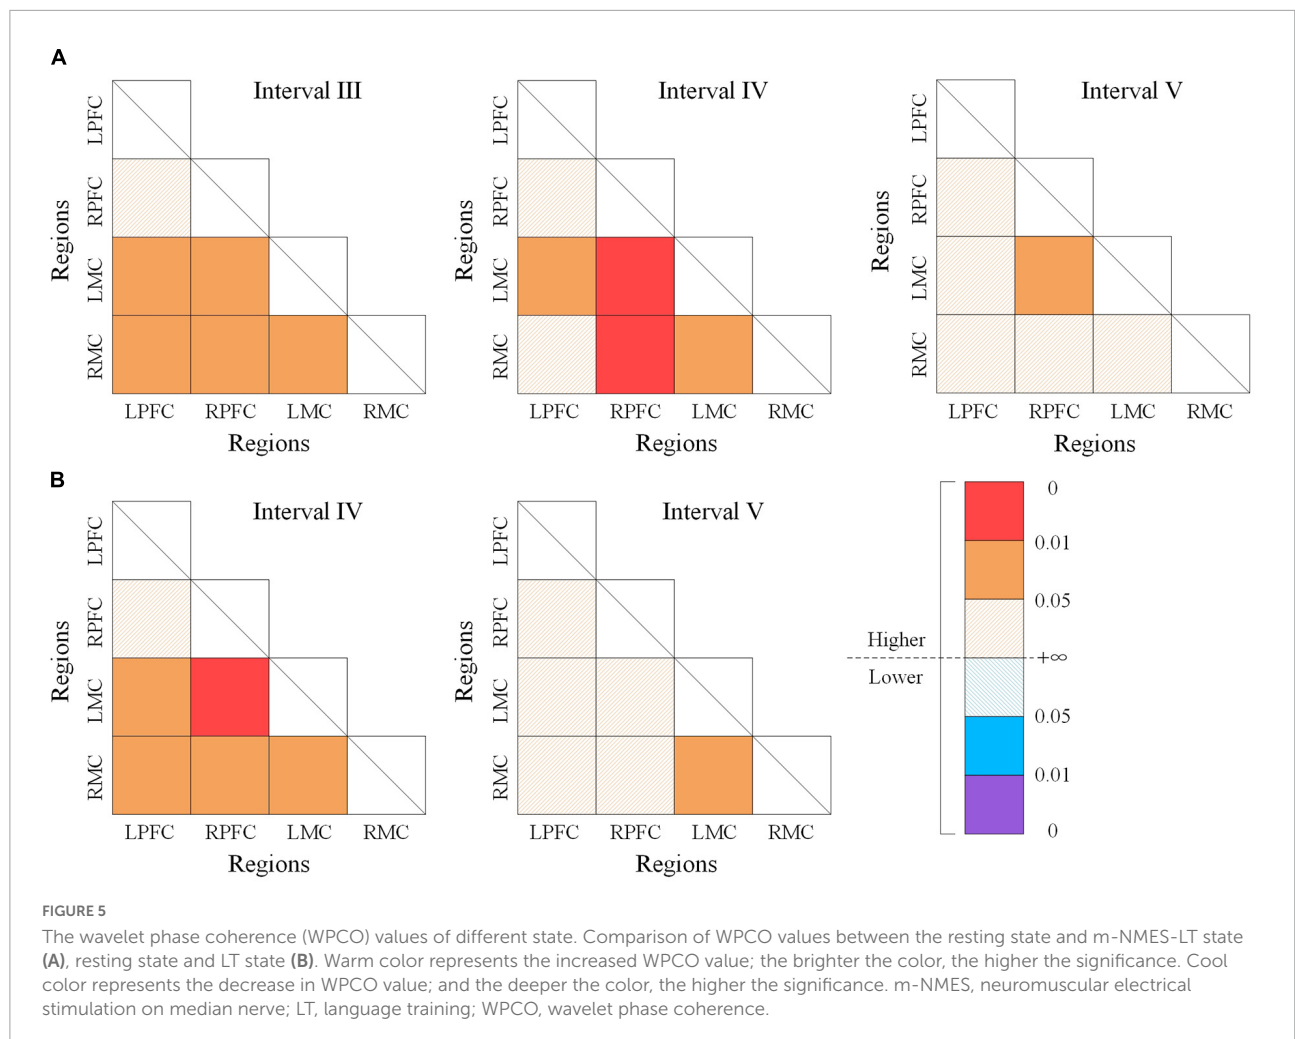 A
Interval III
LPFC
RPFC
LMC
RMC
Regions
LPFC RPFC LMC RMC
Regions
Interval IV
LPFC
RPFC
LMC
RMC
Regions
LPFC RPFC LMC RMC
Regions
Interval V
LPFC
RPFC
LMC
RMC
Regions
LPFC RPFC LMC RMC
Regions
B
Interval IV
LPFC
RPFC
LMC
RMC
Regions
LPFC RPFC LMC RMC
Regions
Interval V
LPFC
RPFC
LMC
RMC
Regions
LPFC RPFC LMC RMC
Regions
0
0.01
0.05
Higher
+∞
Lower
0.05
0.01
0
FIGURE 5
The wavelet phase coherence (WPCO) values of different state. Comparison of WPCO values between the resting state and m-NMES-LT state
(A), resting state and LT state (B). Warm color represents the increased WPCO value; the brighter the color, the higher the significance. Cool
color represents the decrease in WPCO value; and the deeper the color, the higher the significance. m-NMES, neuromuscular electrical
stimulation on median nerve; LT, language training; WPCO, wavelet phase coherence.